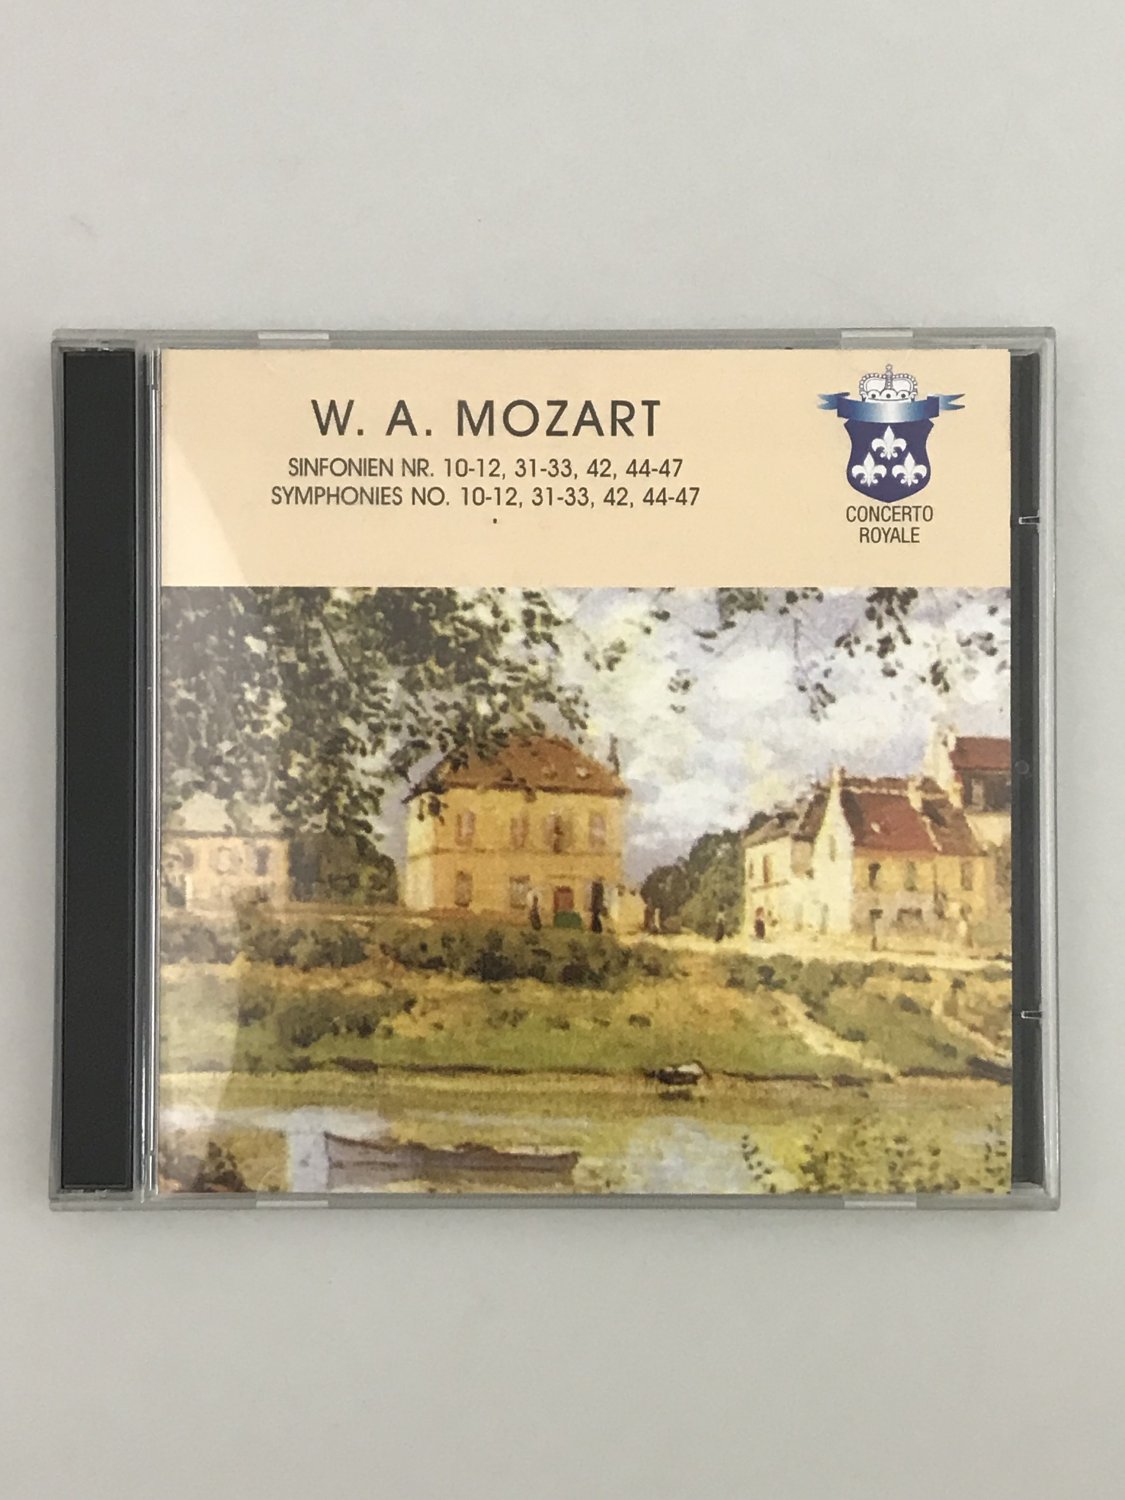 W. A. MOZART
SINFONIEN NR. 10-12, 31-33, 42, 44-47
SYMPHONIES NO. 10-12, 31-33, 42, 44-47
CONCERTO
ROYALE